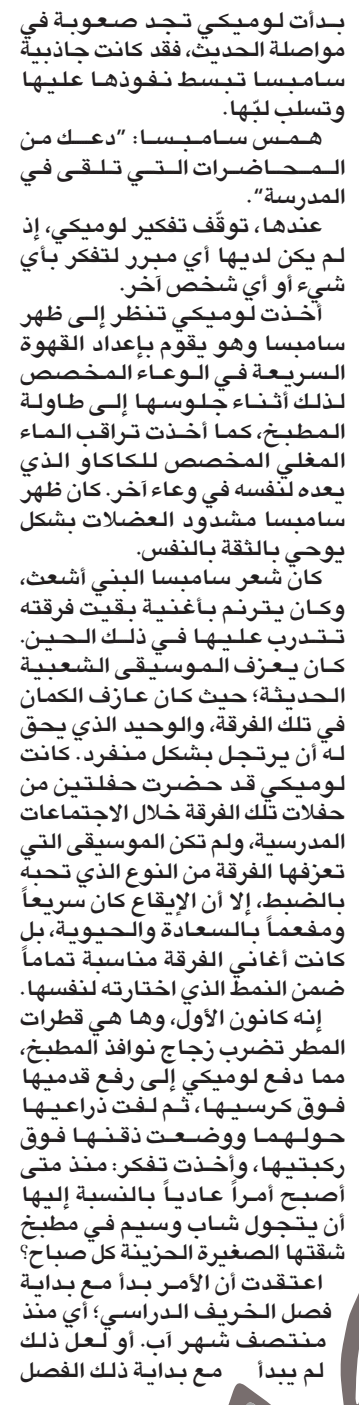 بدأت لوميكي تجد صعوبة في
مواصلة الحديث، فقد كانت جاذبية
سامبسا تبسط نفوذها عليها
وتسلب لبّها.
همس سامبسا: "دعك من
المحاضرات التي تلقى في
المدرسة".
عندها، توقّف تفكير لوميكي، إذ
لم يكن لديها أي مبرر لتفكر بأي
شيء أو أي شخص آخر.
أخذت لوميكي تنظر إلى ظهر
سامبسا وهو يقوم بإعداد القهوة
السريعة في الوعاء المخصص
لذلك أثناء جلوسها إلى طاولة
المطبخ، كما أخذت تراقب الماء
المغلي المخصص للكاكاو الذي
يعده لنفسه في وعاء آخر. كان ظهر
سامبسا مشدود العضلات بشكل
يوحي بالثقة بالنفس.
كان شعر سامبسا البني أشعث،
وكان يترنم بأغنية بقيت فرقته
تتدرب عليها في ذلك الحين.
كان يعزف الموسيقى الشعبية
الحديثة؛ حيث كان عازف الكمان
في تلك الفرقة، والوحيد الذي يحق
له أن يرتجل بشكل منفرد. كانت
لوميكي قد حضرت حفلتين من
حفلات تلك الفرقة خلال الاجتماعات
المدرسية، ولم تكن الموسيقى التي
تعزفها الفرقة من النوع الذي تحبه
بالضبط، إلا أن الإيقاع كان سريعاً
ومفعماً بالسعادة والحيوية، بل
كانت أغاني الفرقة مناسبة تماماً
ضمن النمط الذي اختارته لنفسها.
إنه كانون الأول، وها هي قطرات
المطر تضرب زجاج نوافذ المطبخ،
مما دفع لوميكي إلى رفع قدميها
فوق كرسيها، ثم لفت ذراعيها
حولهما ووضعت ذقنها فوق
ركبتيها، وأخذت تفكر: منذ متى
أصبح أمراً عادياً بالنسبة إليها
أن يتجول شاب وسيم في مطبخ
شقتها الصغيرة الحزينة كل صباح؟
اعتقدت أن الأمر بدأ مع بداية
فصل الخريف الدراسي؛ أي منذ
منتصف شهر آب. أو لعل ذلك
لم يبدأ مع بداية ذلك الفصل